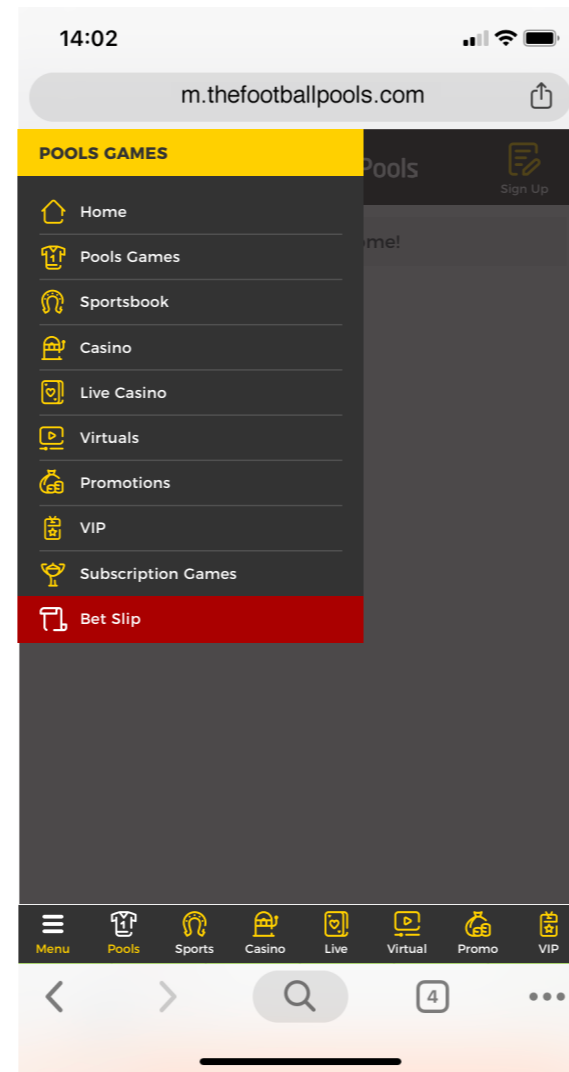 14:02
m.thefootballpools.com
POOLS GAMES
Pools
Sign Up
ome!
Home
Pools Games
Sportsbook
Casino
Live Casino
Virtuals
Promotions
VIP
Subscription Games
Bet Slip
Menu Pools Sports Casino Live Virtual Promo VIP
4